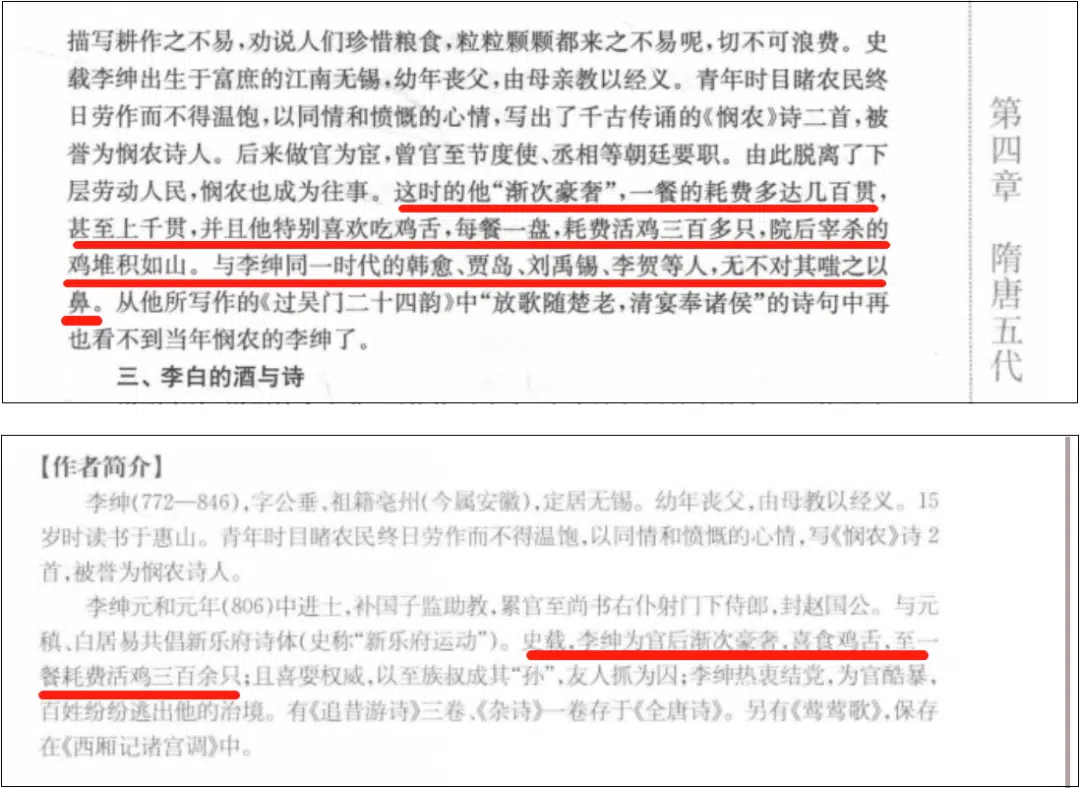 描写耕作之不易，劝说人们珍惜粮食，粒粒颗颗都来之不易呢，切不可浪费。史
载李绅出生于富庶的江南无锡，幼年丧父，由母亲教以经义。青年时目睹农民终
日劳作而不得温饱，以同情和愤慨的心情，写出了千古传诵的《悯农》诗二首，被
誉为悯农诗人。后来做官为宦，曾官至节度使、丞相等朝廷要职。由此脱离了下
层劳动人民，悯农也成为往事。这时的他“渐次豪奢”，一餐的耗费多达几百贯，
甚至上千贯，并且他特别喜欢吃鸡舌，每餐一盘，耗费活鸡三百多只，院后宰杀的
鸡堆积如山。与李绅同一时代的韩愈、贾岛、刘禹锡、李贺等人，无不对其嗤之以
鼻。从他所写作的《过吴门二十四韵》中“放歌随楚老，清宴奉诸侯”的诗句中再
也看不到当年悯农的李绅了。
三、李白的酒与诗
第四章 隋唐五代
【作者简介】
李绅(772—846)，字公垂，祖籍亳州(今属安徽)，定居无锡。幼年丧父，由母教以经义。15
岁时读书于惠山。青年时目睹农民终日劳作而不得温饱，以同情和愤慨的心情，写《悯农》诗2
首，被誉为悯农诗人。
李绅元和元年(806)中进士，补国子监助教，累官至尚书右仆射门下侍郎，封赵国公。与元
稹、白居易共倡新乐府诗体(史称“新乐府运动”)。史载，李绅为官后渐次豪奢，喜食鸡舌，至一
餐耗费活鸡三百余只；且喜耍权威，以至族叔成其“孙”，友人抓为囚；李绅热衷结党，为官酷暴，
百姓纷纷逃出他的治境。有《追昔游诗》三卷、《杂诗》一卷存于《全唐诗》。另有《莺莺歌》，保存
在《西厢记诸宫调》中。